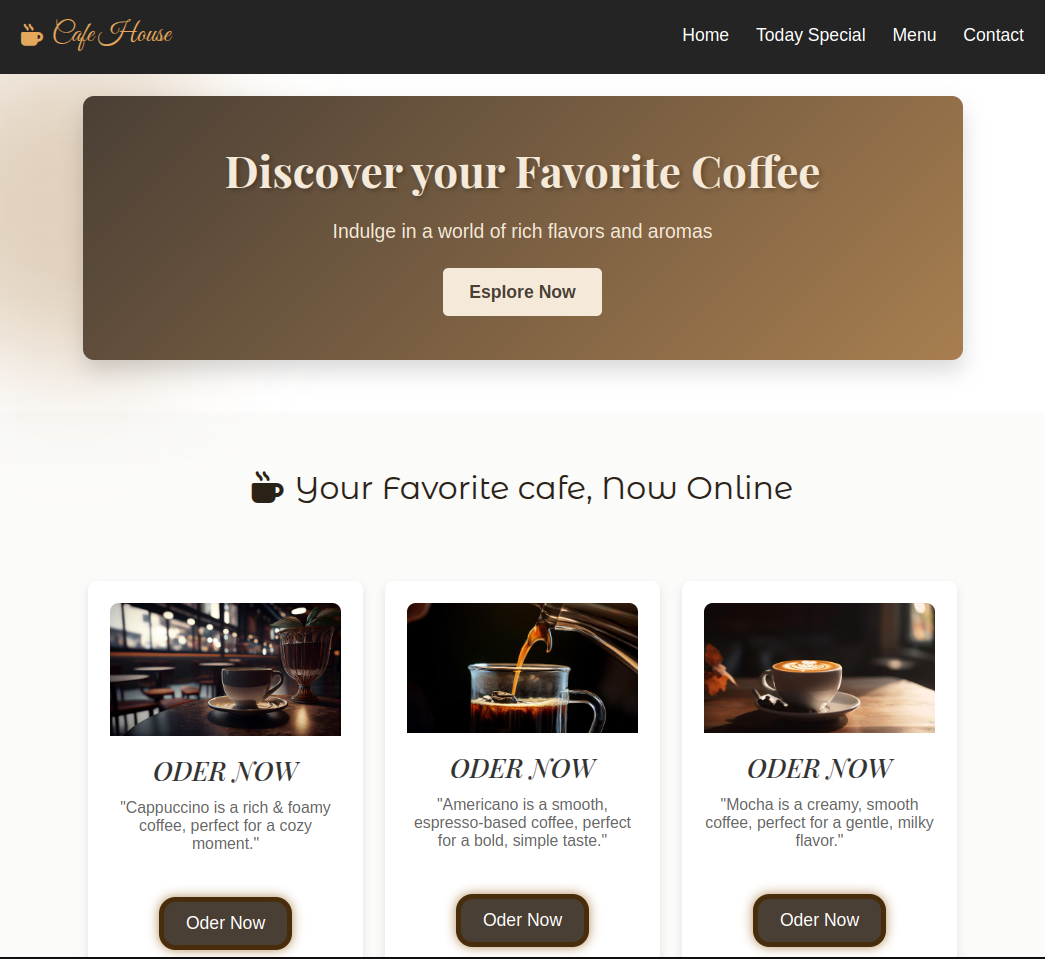 Cafe House
Home Today Special Menu Contact
Discover your Favorite Coffee
Indulge in a world of rich flavors and aromas
Esplore Now
Your Favorite cafe, Now Online
ODER NOW
"Cappuccino is a rich & foamy
coffee, perfect for a cozy
moment."
Oder Now
ODER NOW
"Americano is a smooth,
espresso-based coffee, perfect
for a bold, simple taste."
Oder Now
ODER NOW
"Mocha is a creamy, smooth
coffee, perfect for a gentle, milky
flavor."
Oder Now